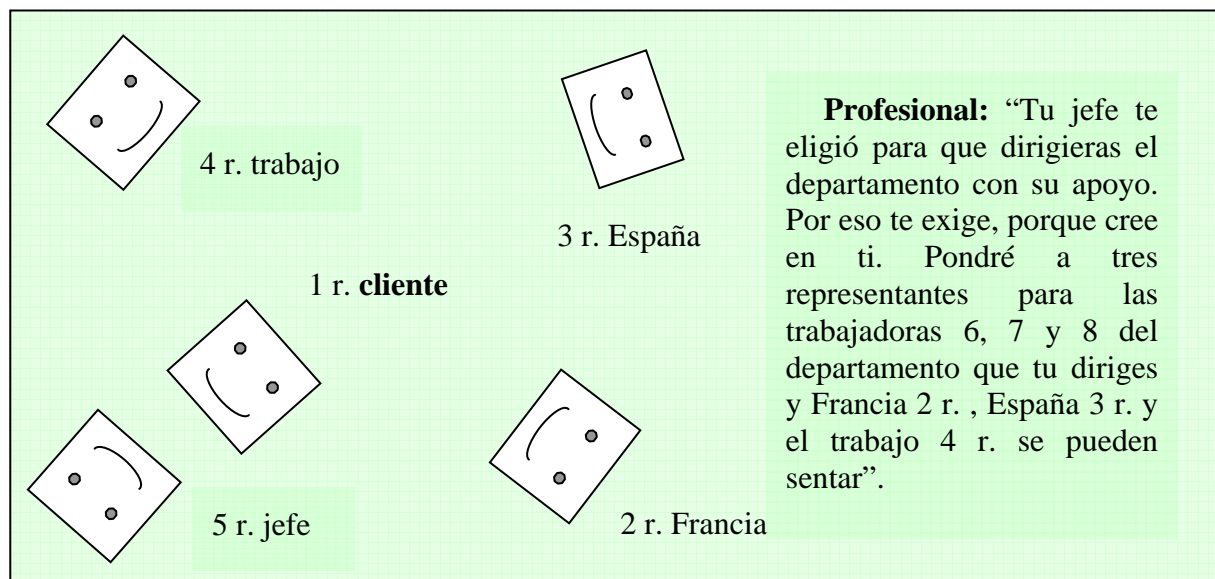 4 r. trabajo
3 r. España
1 r. cliente
5 r. jefe
2 r. Francia
Profesional: “Tu jefe te
eligió para que dirigieras el
departamento con su apoyo.
Por eso te exige, porque cree
en ti. Pondré a tres
representantes para las
trabajadoras 6, 7 y 8 del
departamento que tu diriges
y Francia 2 r. , España 3 r. y
el trabajo 4 r. se pueden
sentar”.